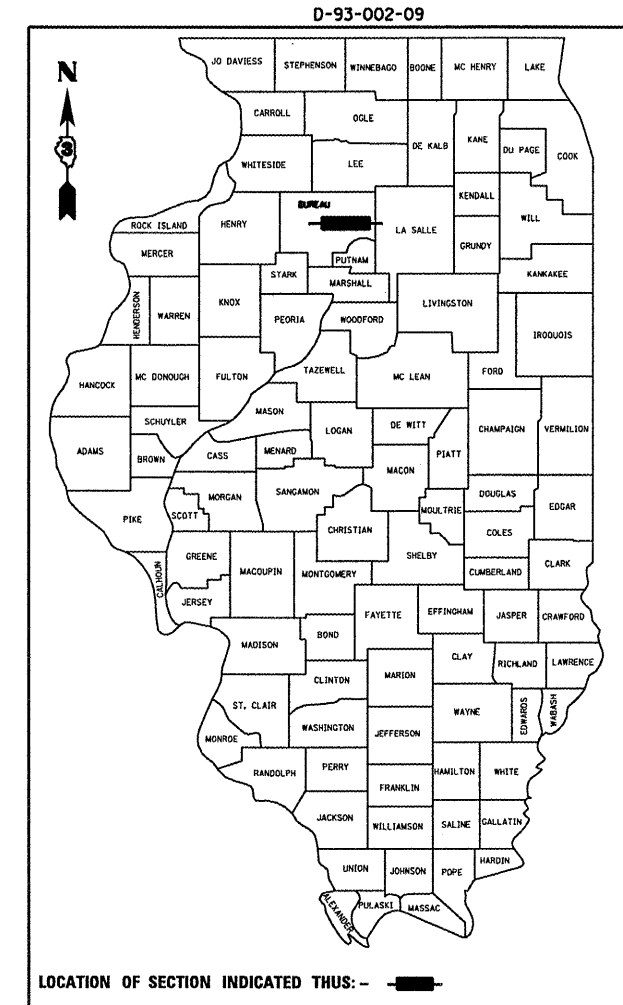 D-93-002-09
JO DAVIESS
STEPHENSON
WINNEBAGO
BOONE
MC HENRY
LAKE
N
CARROLL
OGLE
3
WHITESIDE
LEE
DE KALB
KANE
DU PAGE
COOK
KENDALL
WILL
BUREAU
ROCK ISLAND
HENRY
LA SALLE
GRUNDY
MERCER
PUTNAM
STARK
MARSHALL
KANKAKEE
HENDERSON
WARREN
KNOX
PEORIA
WOODFORD
LIVINGSTON
IROQUOIS
HANCOCK
MC DONOUGH
FULTON
TAZEWELL
MC LEAN
FORD
SCHUYLER
MASON
LOGAN
DE WITT
CHAMPAIGN
VERMILION
ADAMS
BROWN
CASS
MENARD
MACON
PIATT
PIKE
SCOTT
MORGAN
SANGAMON
CHRISTIAN
MOULTRIE
DOUGLAS
EDGAR
COLES
CALHOUN
GREENE
MACOUPIN
MONTGOMERY
SHELBY
CUMBERLAND
CLARK
JERSEY
FAYETTE
EFFINGHAM
JASPER
CRAWFORD
MADISON
BOND
CLAY
RICHLAND
LAWRENCE
CLINTON
MARION
ST. CLAIR
WASHINGTON
WAYNE
EDWARDS
WABASH
MONROE
JEFFERSON
RANDOLPH
PERRY
HAMILTON
WHITE
FRANKLIN
JACKSON
WILLIAMSON
SALINE
GALLATIN
UNION
JOHNSON
POPE
HARDIN
ALEXANDER
PULASKI
MASSAC
LOCATION OF SECTION INDICATED THUS: -